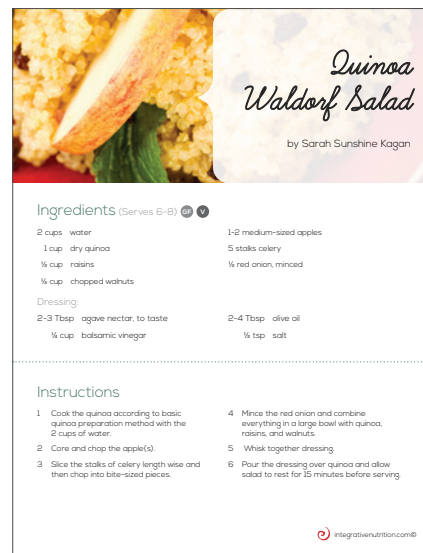 Quinoa
Waldorf Salad
by Sarah Sunshine Kagan
Ingredients (Serves 6-8) GF V
2 cups water
1 cup dry quinoa
½ cup raisins
½ cup chopped walnuts
1-2 medium-sized apples
5 stalks celery
½ red onion, minced
Dressing:
2-3 Tbsp agave nectar, to taste
¼ cup balsamic vinegar
2-4 Tbsp olive oil
½ tsp salt
Instructions
1 Cook the quinoa according to basic
quinoa preparation method with the
2 cups of water.
2 Core and chop the apple(s).
3 Slice the stalks of celery length wise and
then chop into bite-sized pieces.
4 Mince the red onion and combine
everything in a large bowl with quinoa,
raisins, and walnuts.
5 Whisk together dressing.
6 Pour the dressing over quinoa and allow
salad to rest for 15 minutes before serving.
integrativenutrition.com©